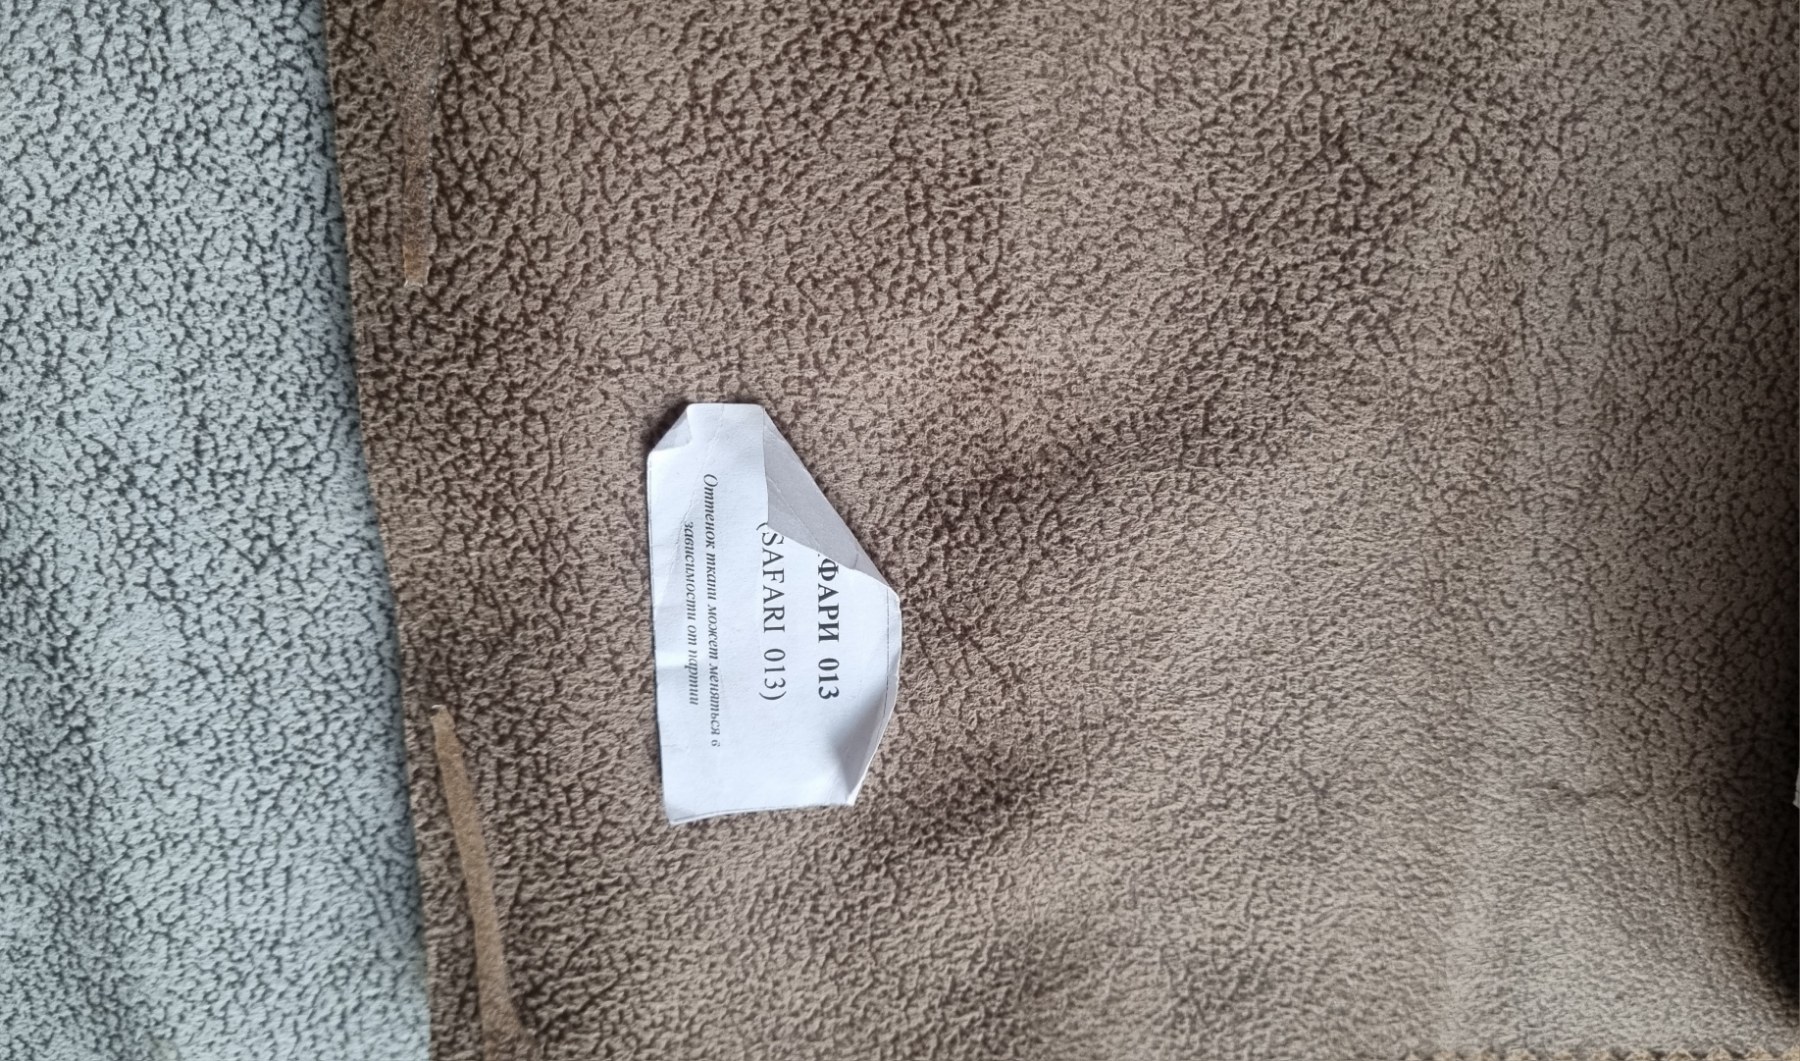 ФАРИ 013
(SAFARI 013)
Оттенок ткани может меняться в
зависимости от партии